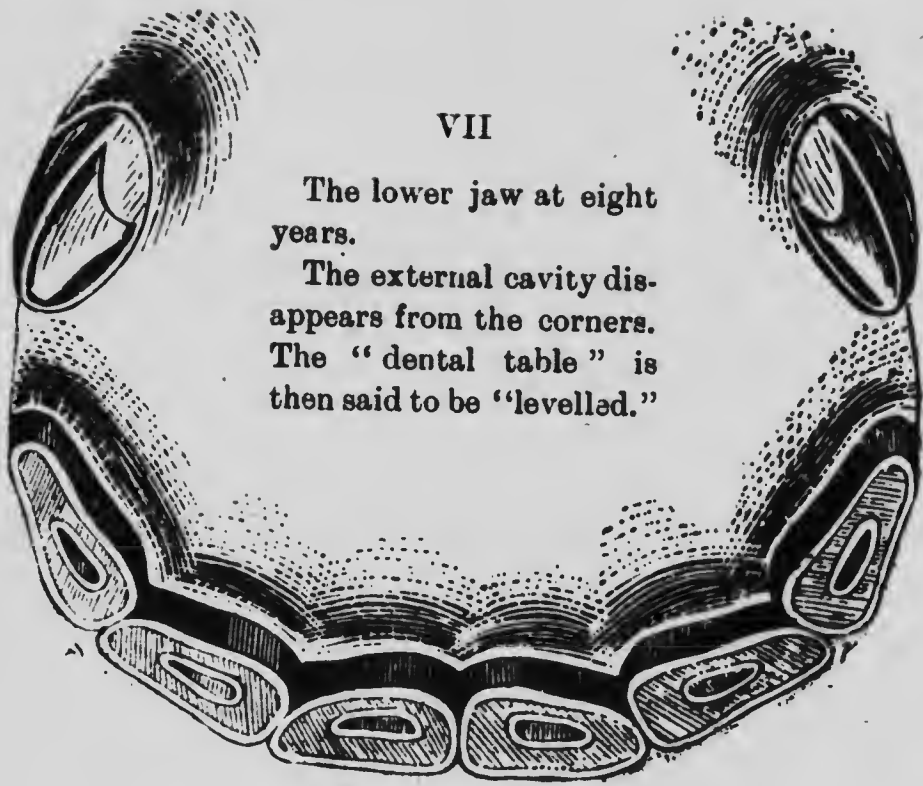 VII
The lower jaw at eight
years.
The external cavity dis-
appears from the corners.
The “dental table” is
then said to be “levelled.”